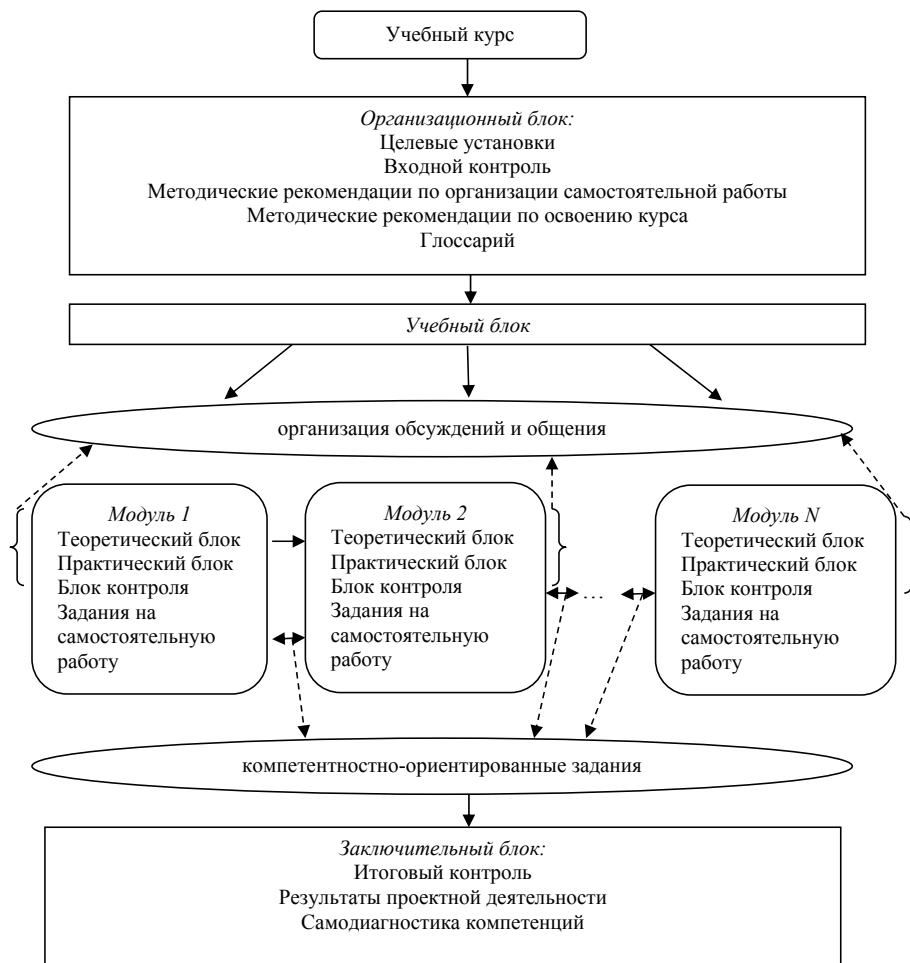 Учебный курс
Организационный блок:
Целевые установки
Входной контроль
Методические рекомендации по организации самостоятельной работы
Методические рекомендации по освоению курса
Глоссарий
Учебный блок
организация обсуждений и общения
Модуль 1
Теоретический блок
Практический блок
Блок контроля
Задания на
самостоятельную
работу
Модуль 2
Теоретический блок
Практический блок
Блок контроля
Задания на
самостоятельную
работу
...
Модуль N
Теоретический блок
Практический блок
Блок контроля
Задания на
самостоятельную
работу
компетентностно-ориентированные задания
Заключительный блок:
Итоговый контроль
Результаты проектной деятельности
Самодиагностика компетенций